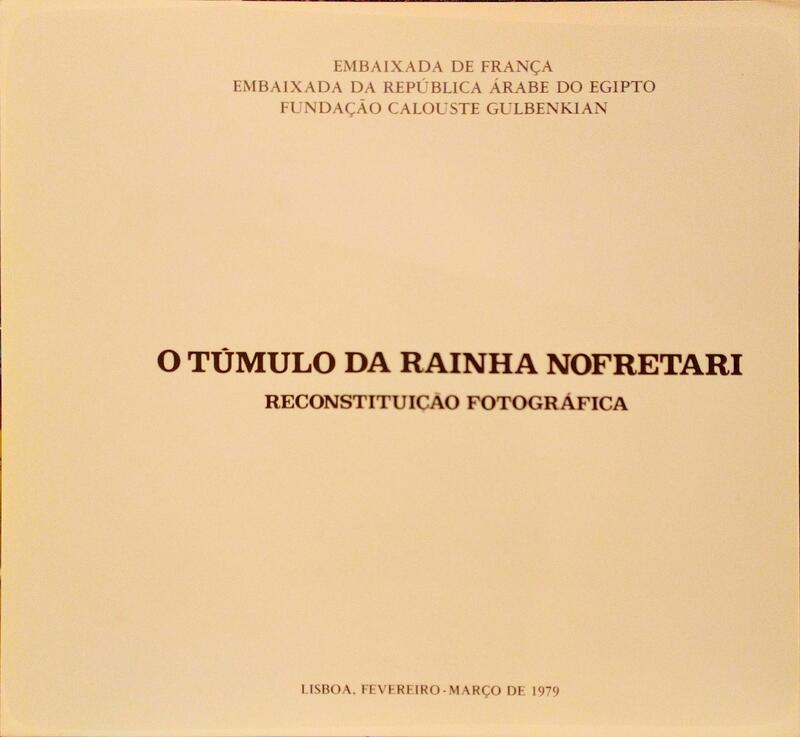 EMBAIXADA DE FRANÇA
EMBAIXADA DA REPÚBLICA ÁRABE DO EGIPTO
FUNDAÇÃO CALOUSTE GULBENKIAN
O TÚMULO DA RAINHA NOFRETARI
RECONSTITUIÇÃO FOTOGRÁFICA
LISBOA, FEVEREIRO-MARÇO DE 1979